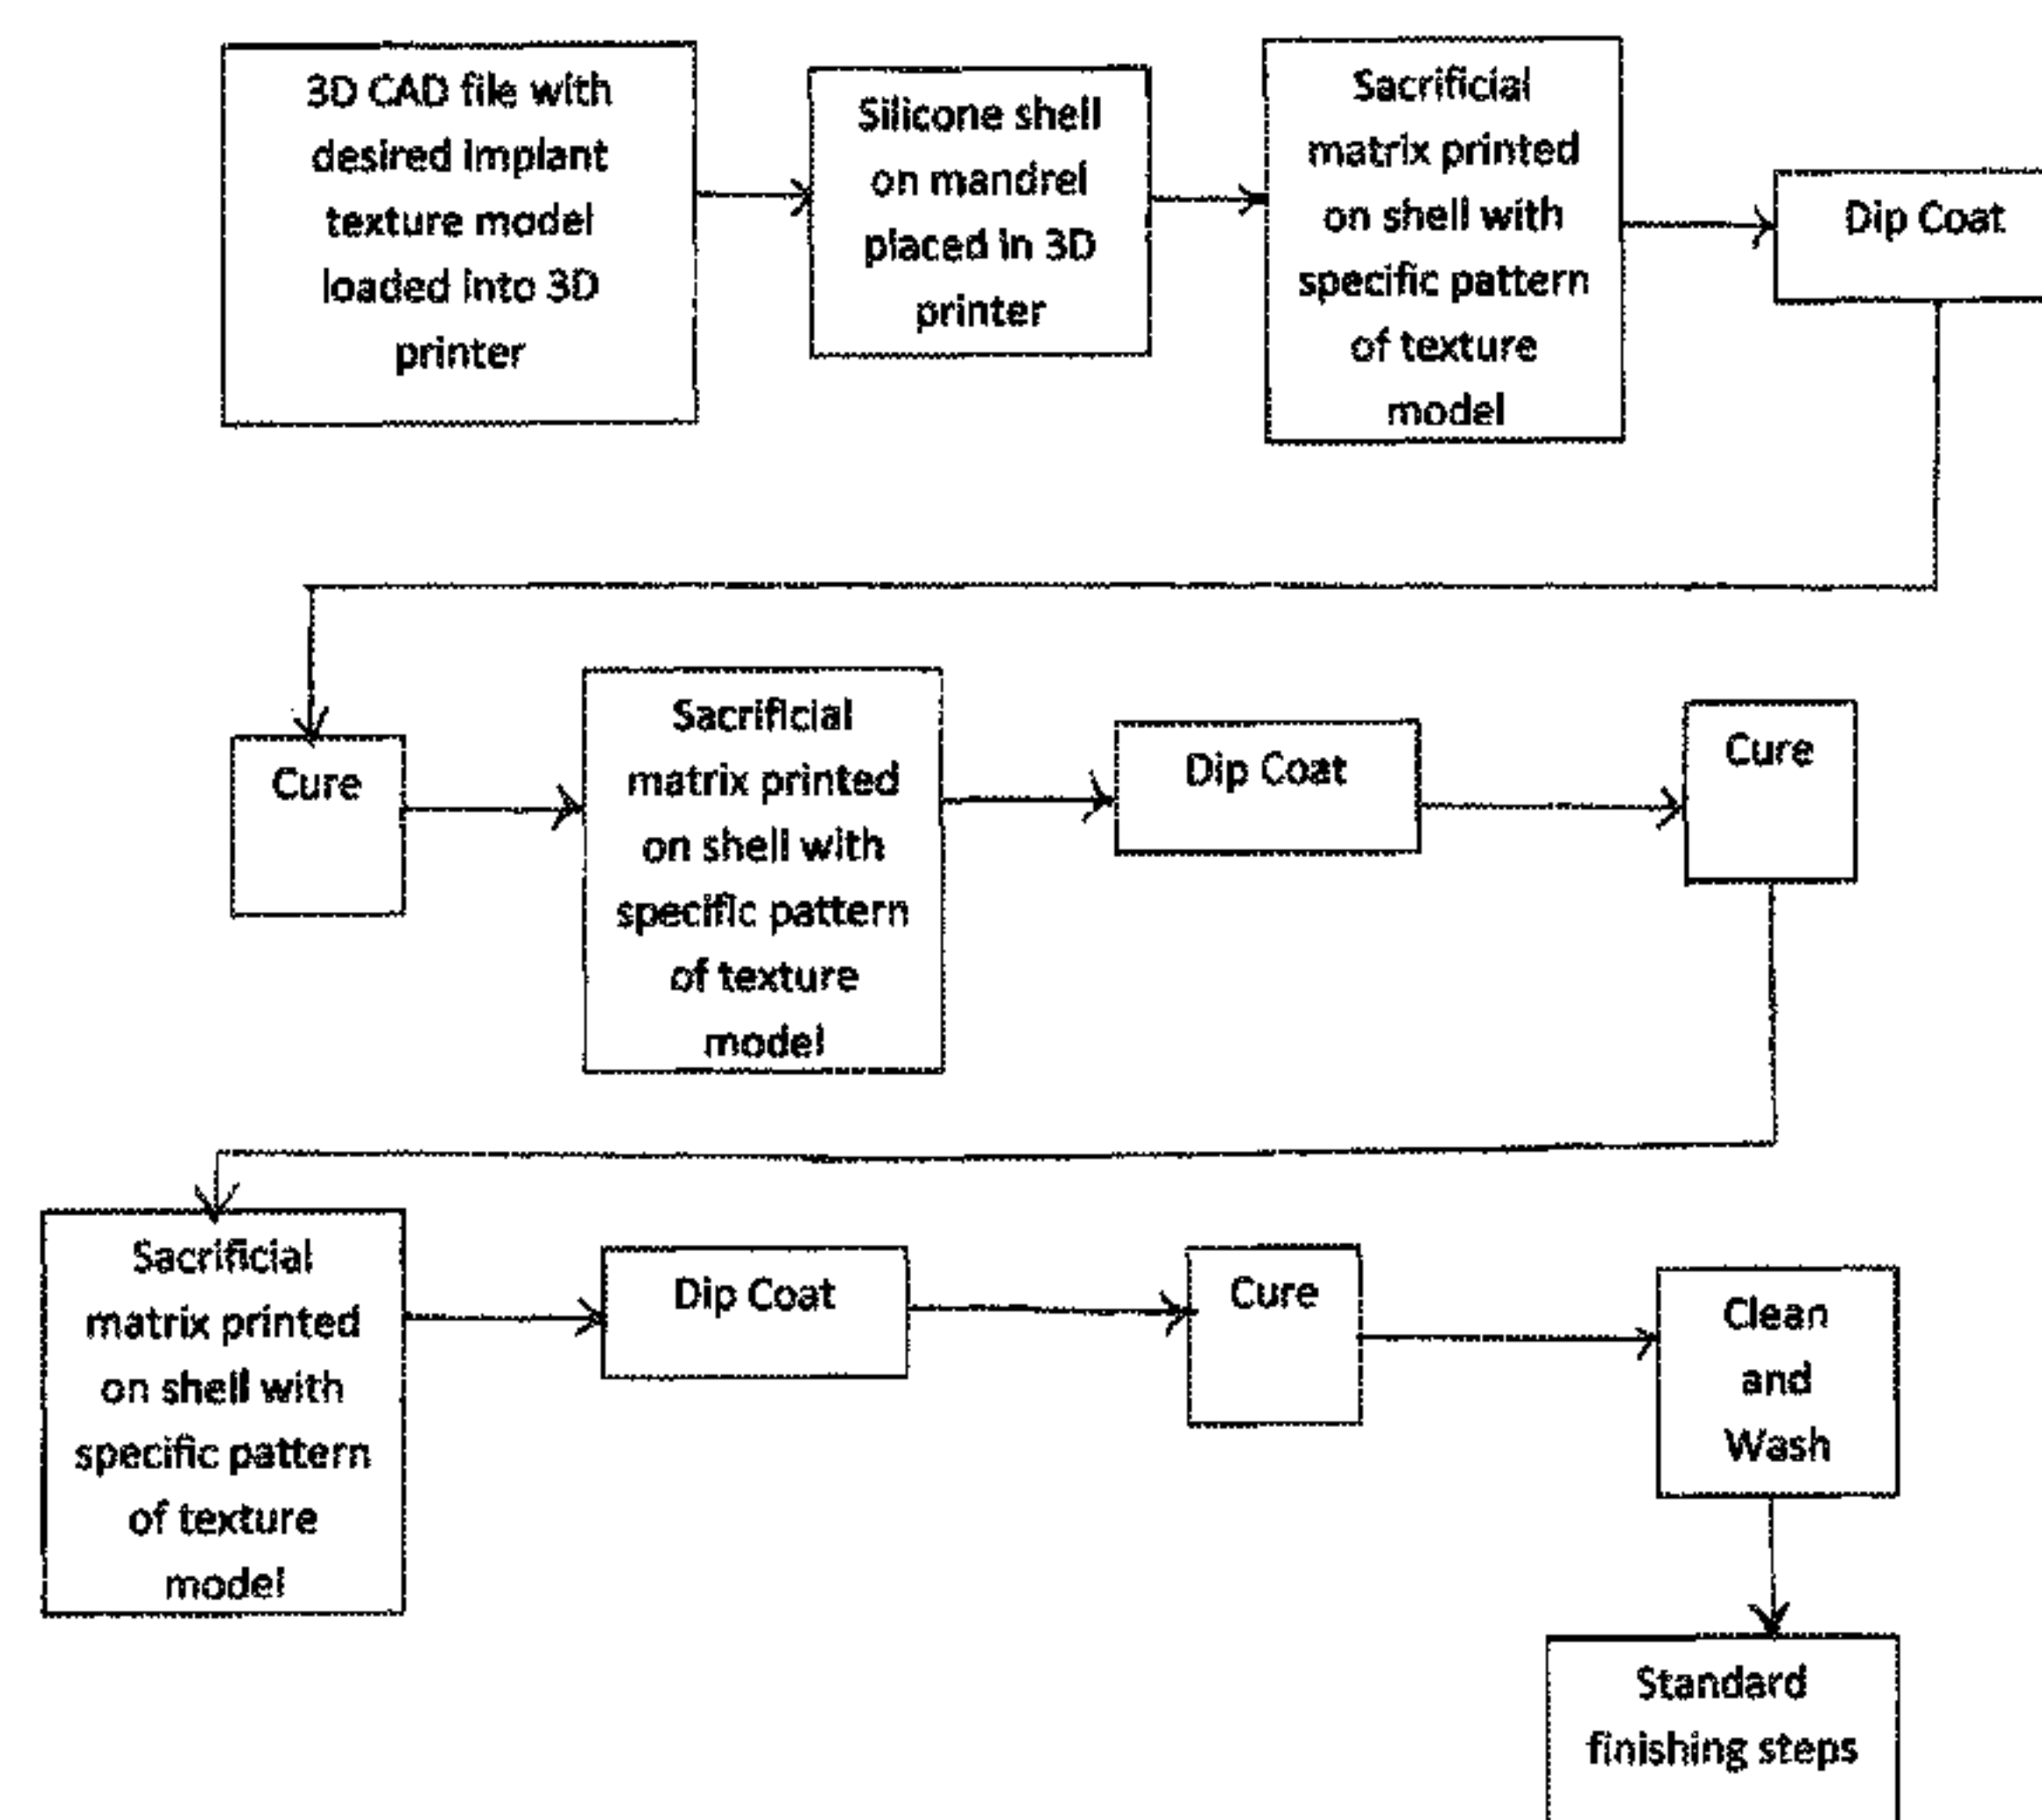 3D CAD file with
desired implant
texture model
loaded into 3D
printer
Silicone shell
on mandrel
placed in 3D
printer
Sacrificial
matrix printed
on shell with
specific pattern
of texture
model
Dip Coat
Cure
Sacrificial
matrix printed
on shell with
specific pattern
of texture
model
Dip Coat
Cure
Sacrificial
matrix printed
on shell with
specific pattern
of texture
model
Dip Coat
Cure
Clean
and
Wash
Standard
finishing steps